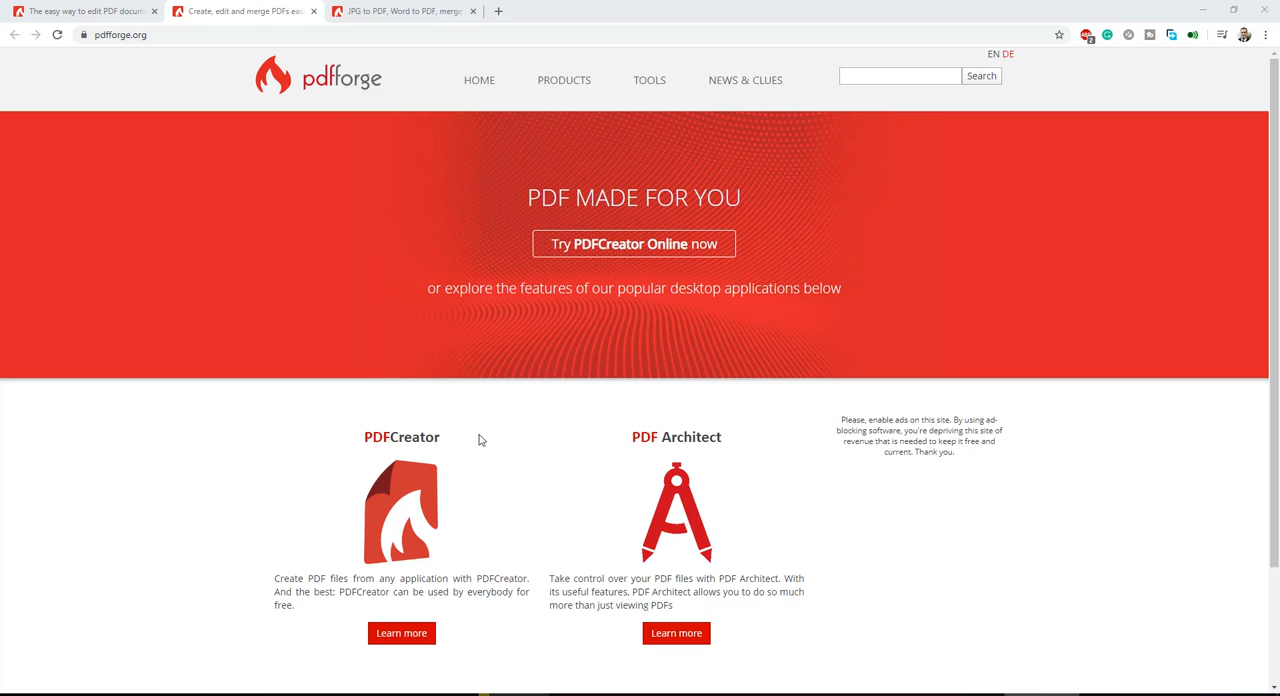 The easy way to edit PDF docum
Create, edit and merge PDFs eas
JPG to PDF, Word to PDF, merge
pdfforge.org
2
EN DE
pdfforge
HOME PRODUCTS TOOLS NEWS & CLUES
Search
PDF MADE FOR YOU
Try PDFCreator Online now
or explore the features of our popular desktop applications below
PDFCreator
Create PDF files from any application with PDFCreator.
And the best: PDFCreator can be used by everybody for
free.
Learn more
PDF Architect
Take control over your PDF files with PDF Architect. With
its useful features, PDF Architect allows you to do so much
more than just viewing PDFs
Learn more
Please, enable ads on this site. By using ad-
blocking software, you're depriving this site of
revenue that is needed to keep it free and
current. Thank you.